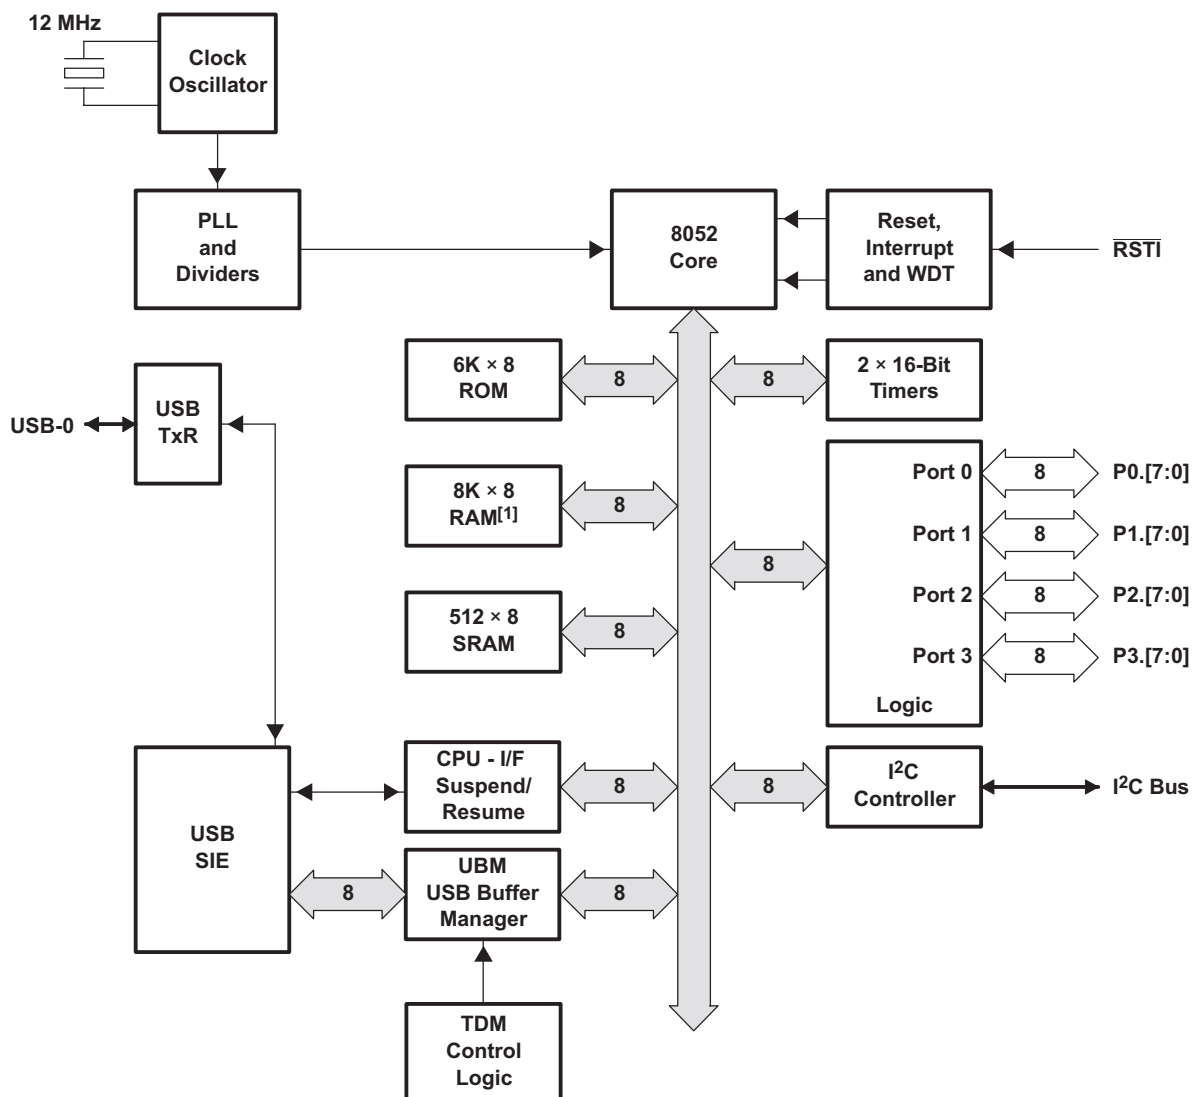 12 MHz
Clock
Oscillator
PLL
and
Dividers
8052
Core
Reset,
Interrupt
and WDT
RSTI
6K × 8
ROM
8
8
2 × 16-Bit
Timers
USB-0
USB
TxR
8K × 8
RAM[1]
8
8
Port 0
8
P0.[7:0]
Port 1
8
P1.[7:0]
Port 2
8
P2.[7:0]
Port 3
8
P3.[7:0]
Logic
512 × 8
SRAM
8
USB
SIE
CPU - I/F
Suspend/
Resume
8
8
I2C
Controller
I2C Bus
8
UBM
USB Buffer
Manager
8
TDM
Control
Logic